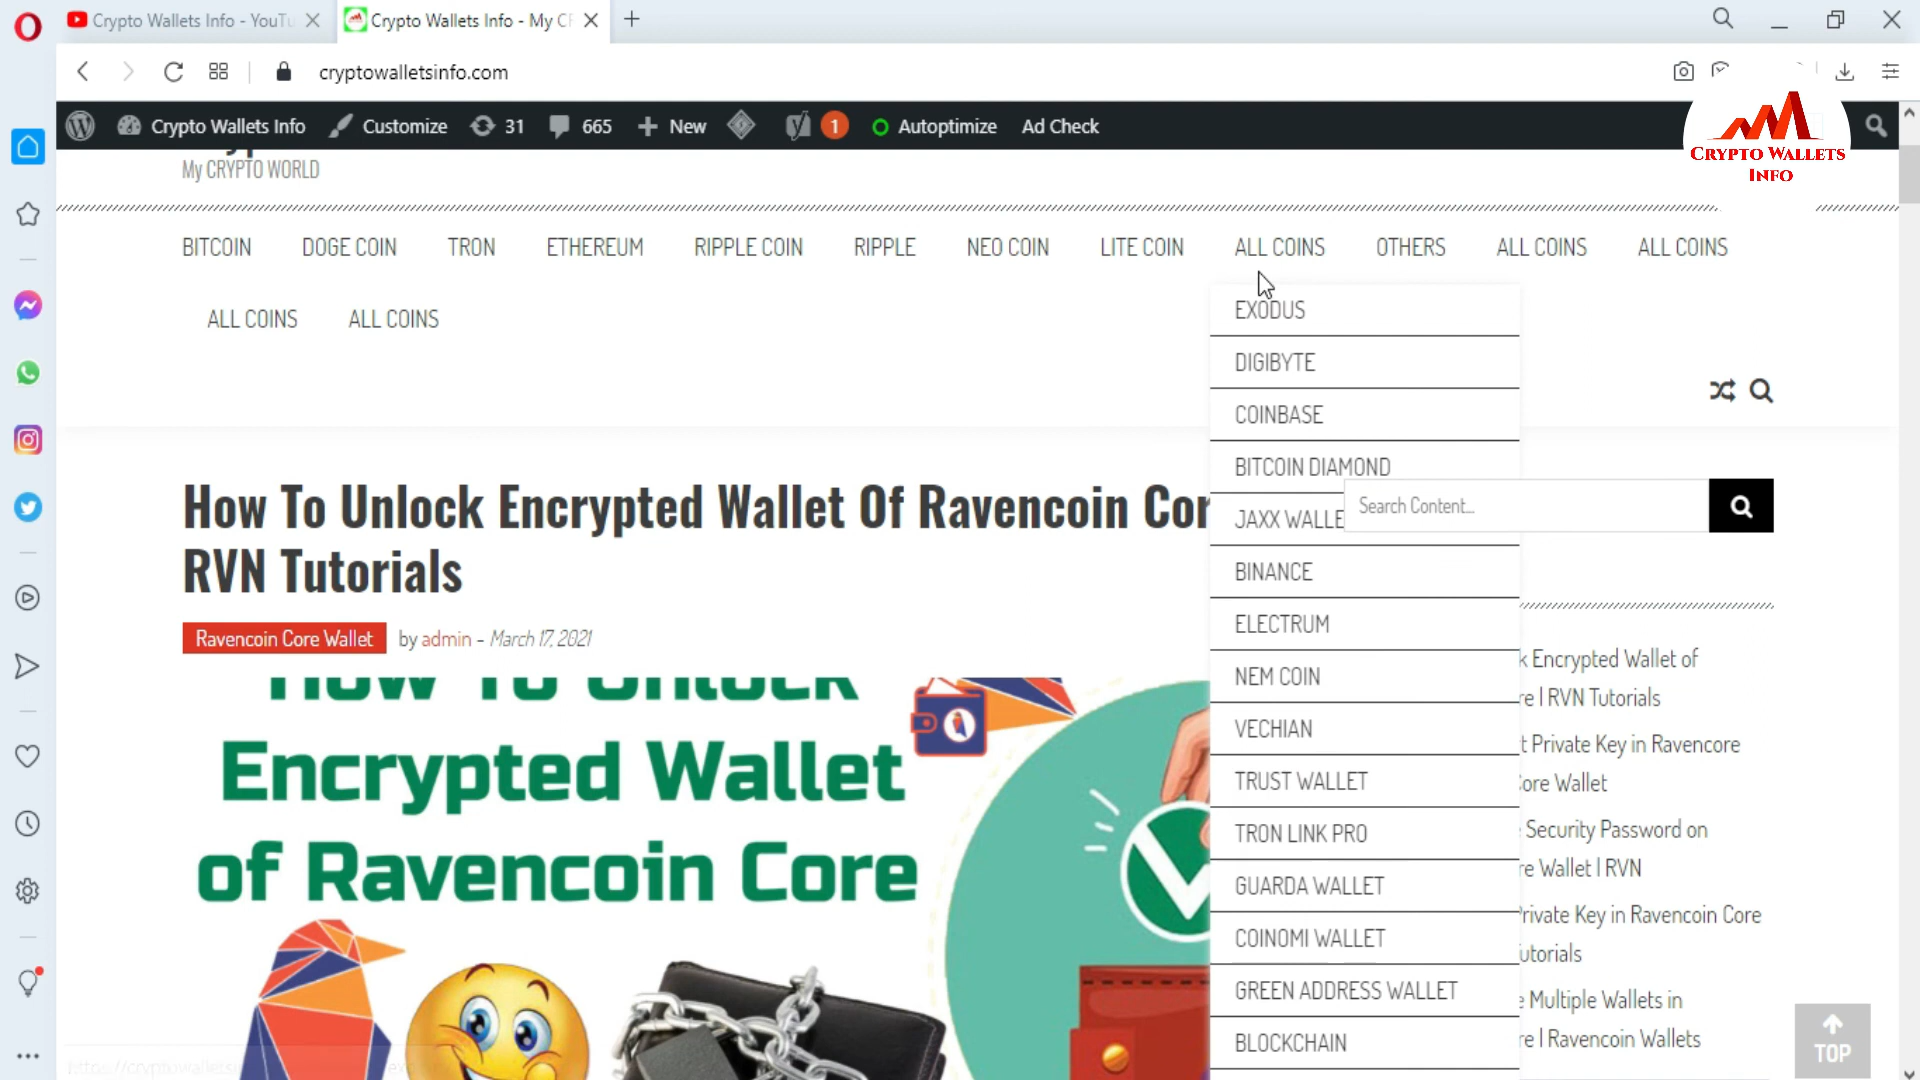 Crypto Wallets Info - YouTu
Crypto Wallets Info - My CR
cryptowalletsinfo.com
Crypto Wallets Info Customize 31 665 New 1 Autoptimize Ad Check
CRYPTO WALLETS
INFO
My CRYPTO WORLD
BITCOIN DOGE COIN TRON ETHEREUM RIPPLE COIN RIPPLE NEO COIN LITE COIN ALL COINS OTHERS ALL COINS ALL COINS
ALL COINS ALL COINS
EXODUS
DIGIBYTE
COINBASE
BITCOIN DIAMOND
JAXX WALLE
BINANCE
ELECTRUM
NEM COIN
VECHIAN
TRUST WALLET
TRON LINK PRO
GUARDA WALLET
COINOMI WALLET
GREEN ADDRESS WALLET
BLOCKCHAIN
Search Content...
How To Unlock Encrypted Wallet Of Ravencoin Cor
RVN Tutorials
Ravencoin Core Wallet by admin - March 17, 2021
How To Unlock
Encrypted Wallet
of Ravencoin Core
k Encrypted Wallet of
re | RVN Tutorials
t Private Key in Ravencore
ore Wallet
e Security Password on
re Wallet | RVN
Private Key in Ravencoin Core
utorials
e Multiple Wallets in
re | Ravencoin Wallets
TOP